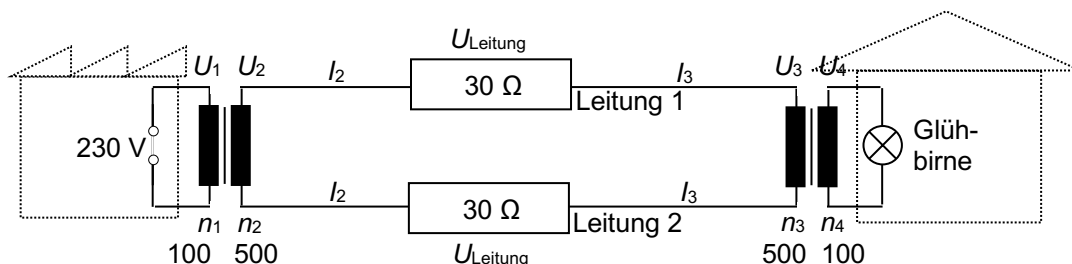 U₁ U₂ I₂ U_Leitung I₃ U₃ U₄
30 Ω
Leitung 1
230 V
Glüh-
birne
I₂ I₃
30 Ω
Leitung 2
n₁ n₂ U_Leitung n₃ n₄
100 500 500 100